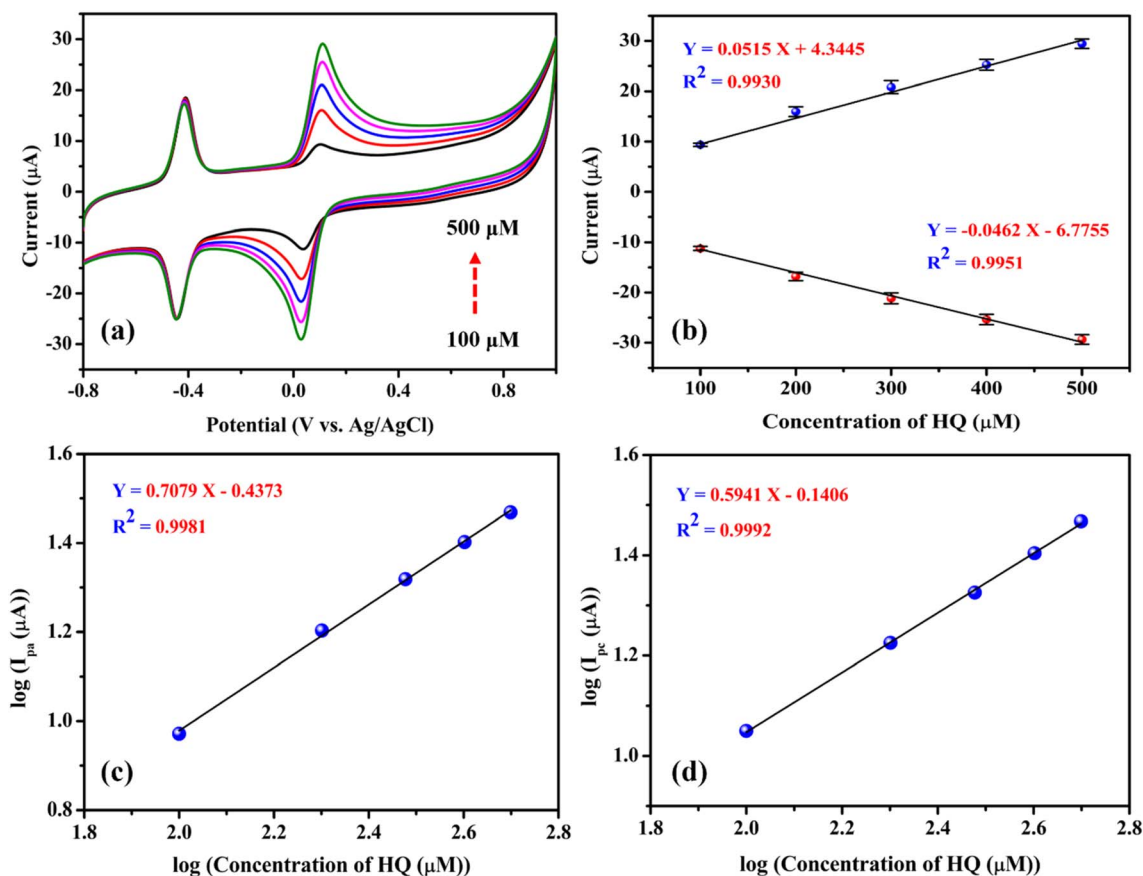 30
20
10
0
-10
-20
-30
Current (µA)
500 µM
100 µM
(a)
-0.8
-0.4
0.0
0.4
0.8
Potential (V vs. Ag/AgCl)
30
20
10
0
-10
-20
-30
Current (µA)
Y = 0.0515 X + 4.3445
R² = 0.9930
Y = -0.0462 X - 6.7755
R² = 0.9951
(b)
100
200
300
400
500
Concentration of HQ (µM)
1.6
1.4
1.2
1.0
0.8
log (Ipa (µA))
Y = 0.7079 X - 0.4373
R² = 0.9981
(c)
1.8
2.0
2.2
2.4
2.6
2.8
log (Concentration of HQ (µM))
1.6
1.4
1.2
1.0
log (Ipc (µA))
Y = 0.5941 X - 0.1406
R² = 0.9992
(d)
1.8
2.0
2.2
2.4
2.6
2.8
log (Concentration of HQ (µM))